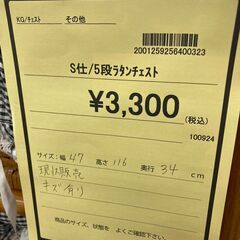 KG/チェスト その他
2001259256400323
S仕/5段ラタンチェスト
¥3,300
(税込)
100924
サイズ:幅 47 高さ 116 奥行 34 cm
現状販売
キズ有り
商品のサイズ、状態を よくご確認下さい。